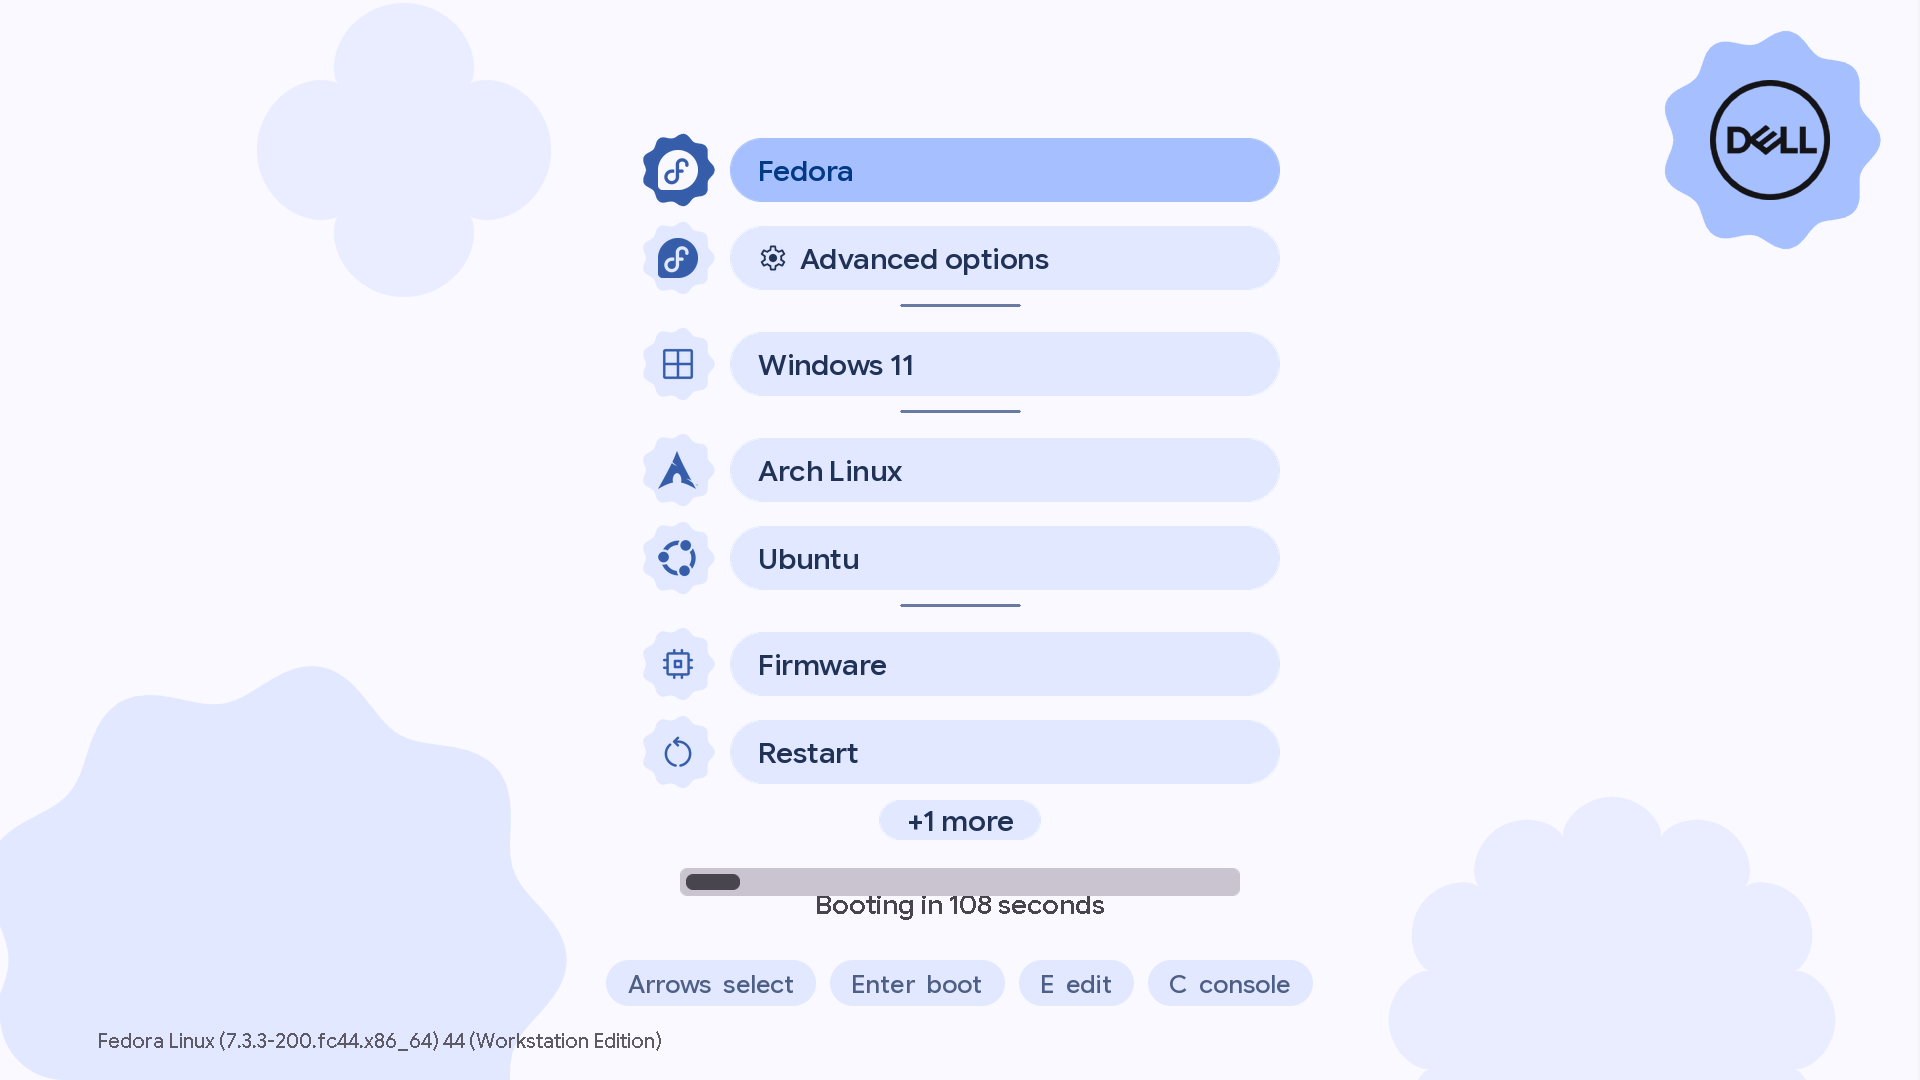 DELL
Fedora
Advanced options
Windows 11
Arch Linux
Ubuntu
Firmware
Restart
+1 more
Booting in 108 seconds
Arrows select Enter boot E edit C console
Fedora Linux (7.3.3-200.fc44.x86_64) 44 (Workstation Edition)